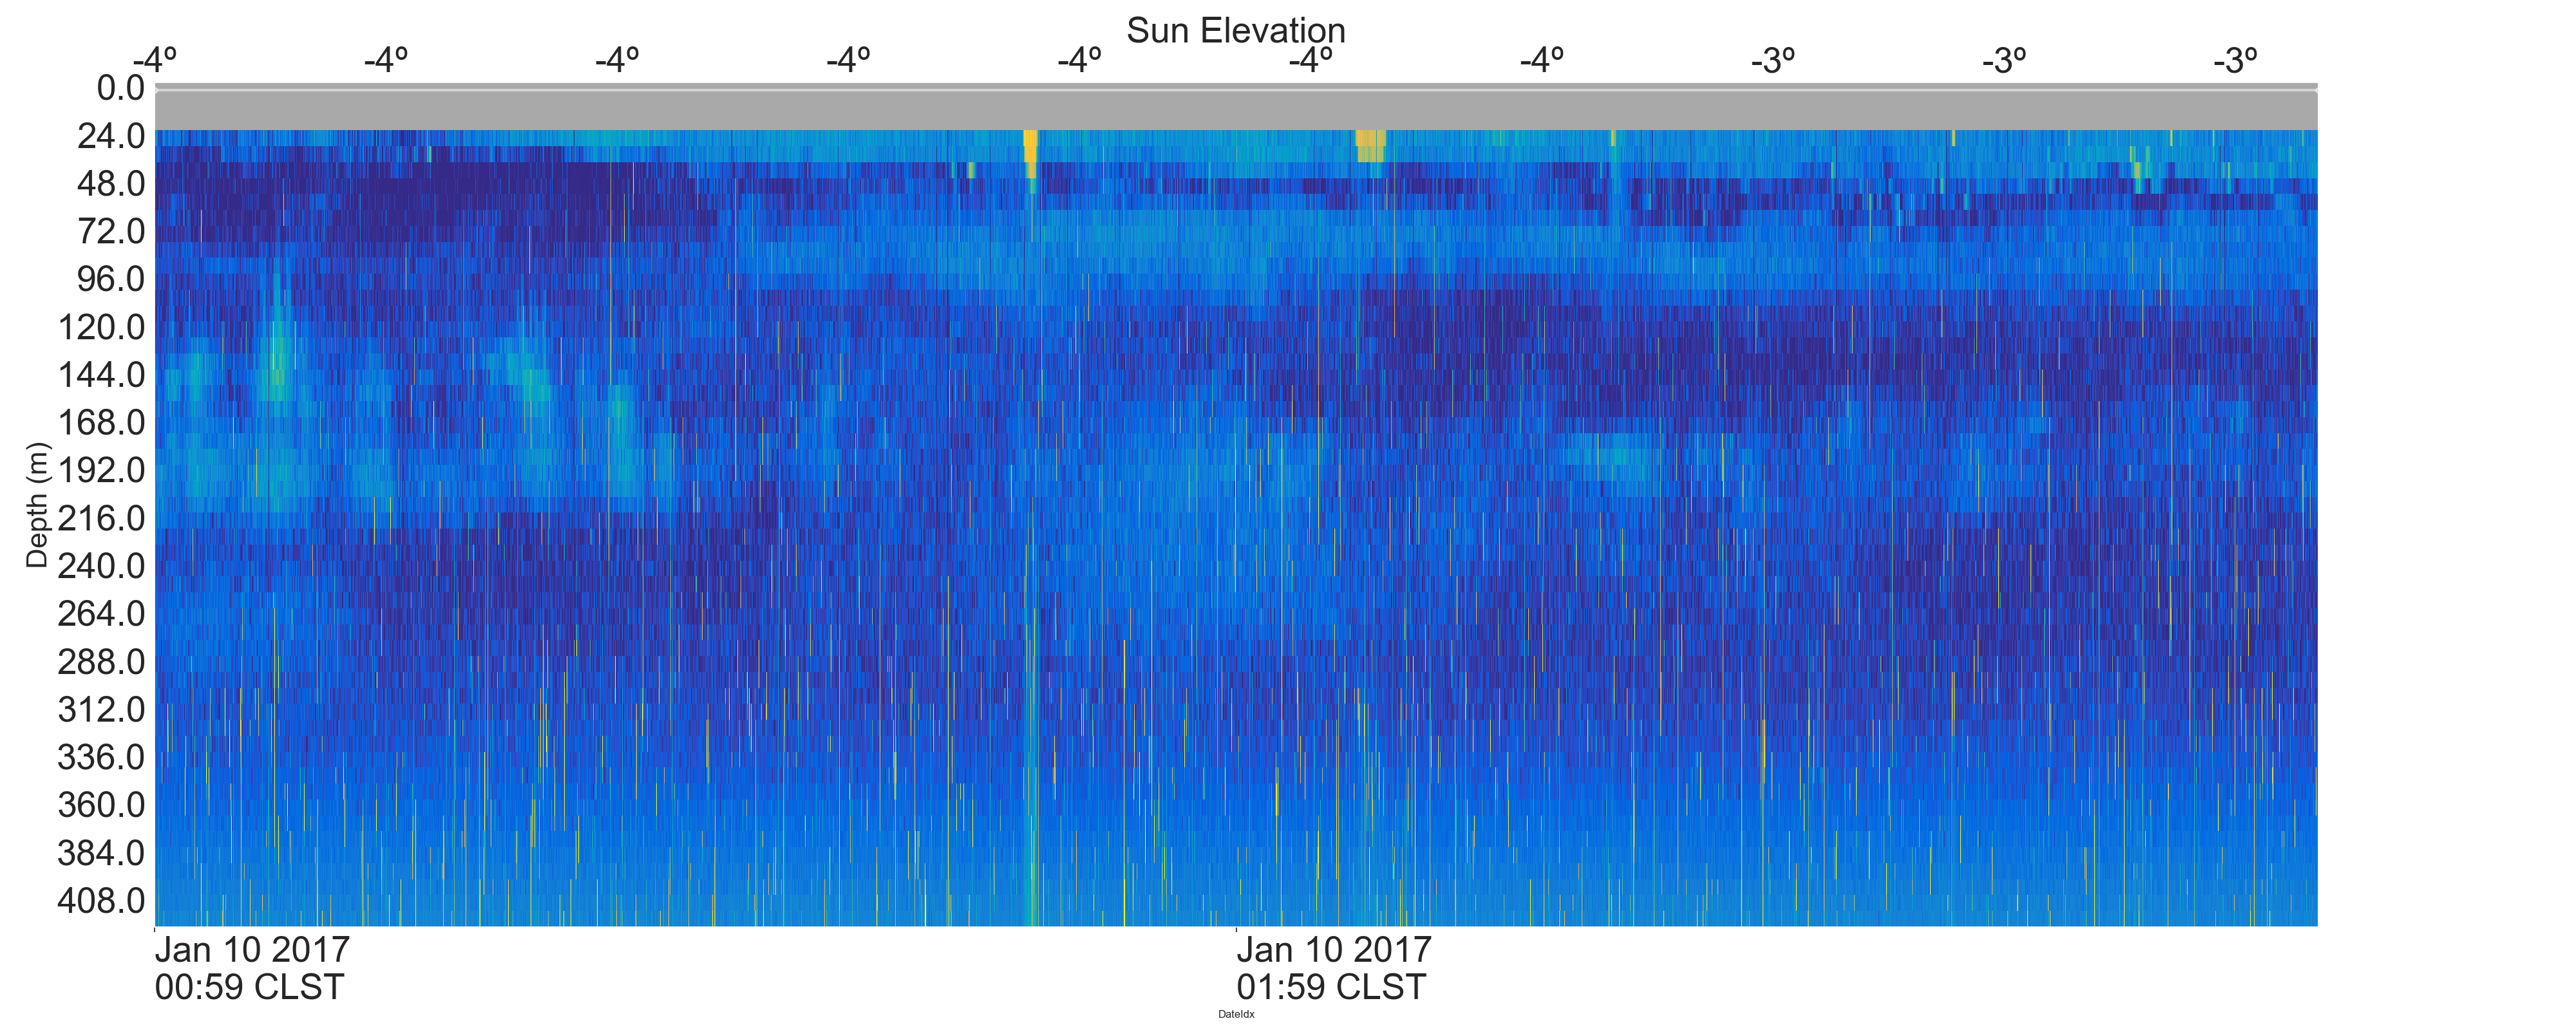 Sun Elevation
-4º -4º -4º -4º -4º -4º -4º -3º -3º -3º
0.0
24.0
48.0
72.0
96.0
120.0
144.0
168.0
192.0
216.0
240.0
264.0
288.0
312.0
336.0
360.0
384.0
408.0
Depth (m)
Jan 10 2017
00:59 CLST
Jan 10 2017
01:59 CLST
DateIdx